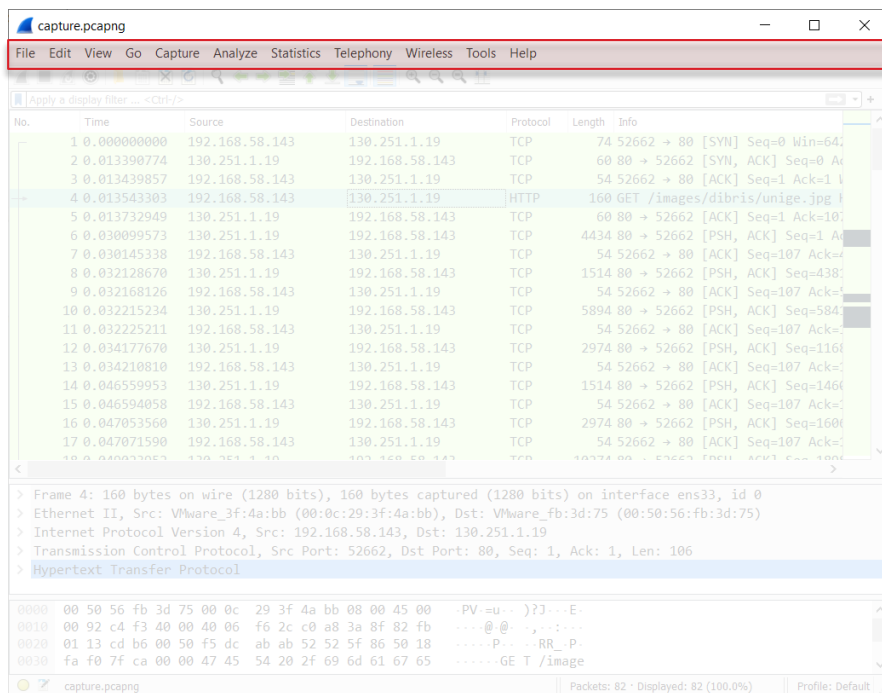 capture.pcapng
File Edit View Go Capture Analyze Statistics Telephony Wireless Tools Help
Apply a display filter ... <Ctrl-/>
No. Time Source Destination Protocol Length Info
1 0.000000000 192.168.58.143 130.251.1.19 TCP 74 52662 → 80 [SYN] Seq=0 Win=642
2 0.013390774 130.251.1.19 192.168.58.143 TCP 60 80 → 52662 [SYN, ACK] Seq=0 Ac
3 0.013439857 192.168.58.143 130.251.1.19 TCP 54 52662 → 80 [ACK] Seq=1 Ack=1 W
4 0.013543303 192.168.58.143 130.251.1.19 HTTP 160 GET /images/dibris/unige.jpg H
5 0.013732949 130.251.1.19 192.168.58.143 TCP 60 80 → 52662 [ACK] Seq=1 Ack=107
6 0.030099573 130.251.1.19 192.168.58.143 TCP 4434 80 → 52662 [PSH, ACK] Seq=1 Ac
7 0.030145338 192.168.58.143 130.251.1.19 TCP 54 52662 → 80 [ACK] Seq=107 Ack=4
8 0.032128670 130.251.1.19 192.168.58.143 TCP 1514 80 → 52662 [PSH, ACK] Seq=4381
9 0.032168126 192.168.58.143 130.251.1.19 TCP 54 52662 → 80 [ACK] Seq=107 Ack=5
10 0.032215234 130.251.1.19 192.168.58.143 TCP 5894 80 → 52662 [PSH, ACK] Seq=584
11 0.032225211 192.168.58.143 130.251.1.19 TCP 54 52662 → 80 [ACK] Seq=107 Ack=
12 0.034177670 130.251.1.19 192.168.58.143 TCP 2974 80 → 52662 [PSH, ACK] Seq=1168
13 0.034210810 192.168.58.143 130.251.1.19 TCP 54 52662 → 80 [ACK] Seq=107 Ack=1
14 0.046559953 130.251.1.19 192.168.58.143 TCP 1514 80 → 52662 [PSH, ACK] Seq=1460
15 0.046594058 192.168.58.143 130.251.1.19 TCP 54 52662 → 80 [ACK] Seq=107 Ack=1
16 0.047053560 130.251.1.19 192.168.58.143 TCP 2974 80 → 52662 [PSH, ACK] Seq=1606
17 0.047071590 192.168.58.143 130.251.1.19 TCP 54 52662 → 80 [ACK] Seq=107 Ack=1
> Frame 4: 160 bytes on wire (1280 bits), 160 bytes captured (1280 bits) on interface ens33, id 0
> Ethernet II, Src: VMware_3f:4a:bb (00:0c:29:3f:4a:bb), Dst: VMware_fb:3d:75 (00:50:56:fb:3d:75)
> Internet Protocol Version 4, Src: 192.168.58.143, Dst: 130.251.1.19
> Transmission Control Protocol, Src Port: 52662, Dst Port: 80, Seq: 1, Ack: 1, Len: 106
> Hypertext Transfer Protocol
0000 00 50 56 fb 3d 75 00 0c 29 3f 4a bb 08 00 45 00 ·PV·=u·· )?J···E·
0010 00 92 c4 f3 40 00 40 06 f6 2c c0 a8 3a 8f 82 fb ····@·@· ·,··:···
0020 01 13 cd b6 00 50 f5 dc ab ab 52 52 5f 86 50 18 ·····P·· ··RR_·P·
0030 fa f0 7f ca 00 00 47 45 54 20 2f 69 6d 61 67 65 ······GE T /image
capture.pcapng Packets: 82 · Displayed: 82 (100.0%) Profile: Default